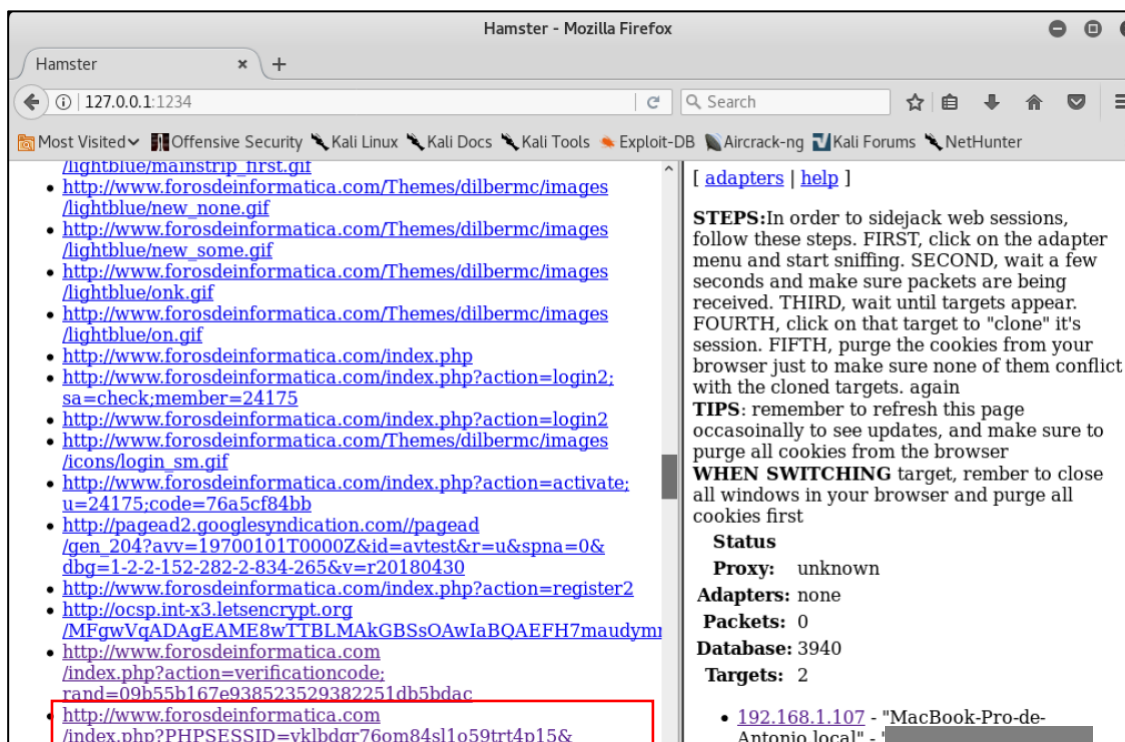 Hamster - Mozilla Firefox
Hamster
127.0.0.1:1234
Search
Most Visited
Offensive Security
Kali Linux
Kali Docs
Kali Tools
Exploit-DB
Aircrack-ng
Kali Forums
NetHunter
/lightblue/mainstrip_first.gif
http://www.forosdeinformatica.com/Themes/dilbermc/images
/lightblue/new_none.gif
http://www.forosdeinformatica.com/Themes/dilbermc/images
/lightblue/new_some.gif
http://www.forosdeinformatica.com/Themes/dilbermc/images
/lightblue/onk.gif
http://www.forosdeinformatica.com/Themes/dilbermc/images
/lightblue/on.gif
http://www.forosdeinformatica.com/index.php
http://www.forosdeinformatica.com/index.php?action=login2;
sa=check;member=24175
http://www.forosdeinformatica.com/index.php?action=login2
http://www.forosdeinformatica.com/Themes/dilbermc/images
/icons/login_sm.gif
http://www.forosdeinformatica.com/index.php?action=activate;
u=24175;code=76a5cf84bb
http://pagead2.googlesyndication.com//pagead
/gen_204?avv=19700101T0000Z&id=avtest&r=u&spna=0&
dbg=1-2-2-152-282-2-834-265&v=r20180430
http://www.forosdeinformatica.com/index.php?action=register2
http://ocsp.int-x3.letsencrypt.org
/MFgwVqADAgEAME8wTTBLMAkGBSsOAwIaBQAEFH7maudymr
http://www.forosdeinformatica.com
/index.php?action=verificationcode;
rand=09b55b167e938523529382251db5bdac
http://www.forosdeinformatica.com
/index.php?PHPSESSID=vklbdgr76om84sl1o59trt4p15&
[ adapters | help ]
STEPS:In order to sidejack web sessions,
follow these steps. FIRST, click on the adapter
menu and start sniffing. SECOND, wait a few
seconds and make sure packets are being
received. THIRD, wait until targets appear.
FOURTH, click on that target to "clone" it's
session. FIFTH, purge the cookies from your
browser just to make sure none of them conflict
with the cloned targets. again
TIPS: remember to refresh this page
occasoinally to see updates, and make sure to
purge all cookies from the browser
WHEN SWITCHING target, rember to close
all windows in your browser and purge all
cookies first
Status
Proxy: unknown
Adapters: none
Packets: 0
Database: 3940
Targets: 2
192.168.1.107 - "MacBook-Pro-de-
Antonio.local" - "